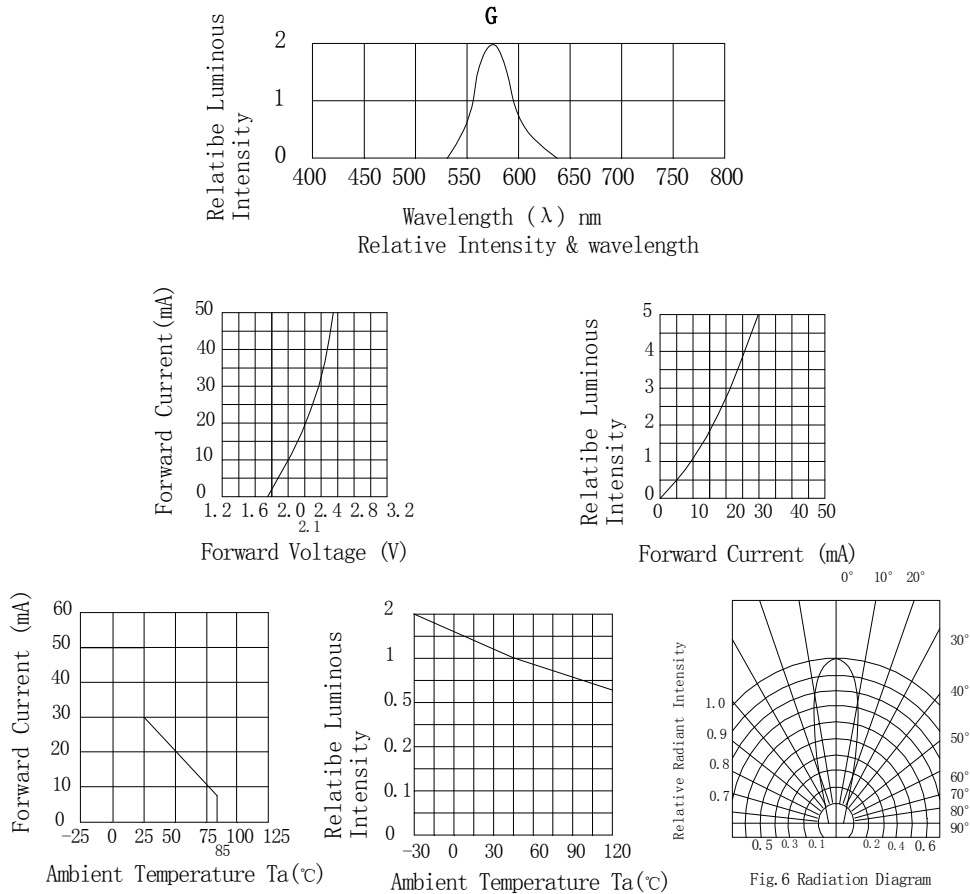 G
Relatibe Luminous
Intensity
2
1
0
400 450 500 550 600 650 700 750 800
Wavelength (λ) nm
Relative Intensity & wavelength
Forward Current(mA)
50
40
30
20
10
0
1.2 1.6 2.0 2.4 2.8 3.2
2.1
Forward Voltage (V)
Relatibe Luminous
Intensity
5
4
3
2
1
0
0 10 20 30 40 50
Forward Current (mA)
Forward Current (mA)
60
50
40
30
20
10
0
-25 0 25 50 75 100 125
85
Ambient Temperature Ta(℃)
Relatibe Luminous
Intensity
2
1
0.5
0.2
0.1
0
-30 0 30 60 90 120
Ambient Temperature Ta(℃)
0° 10° 20°
30°
40°
50°
60°
70°
80°
90°
Relative Radiant Intensity
1.0
0.9
0.8
0.7
0.5 0.3 0.1 0.2 0.4 0.6
Fig.6 Radiation Diagram